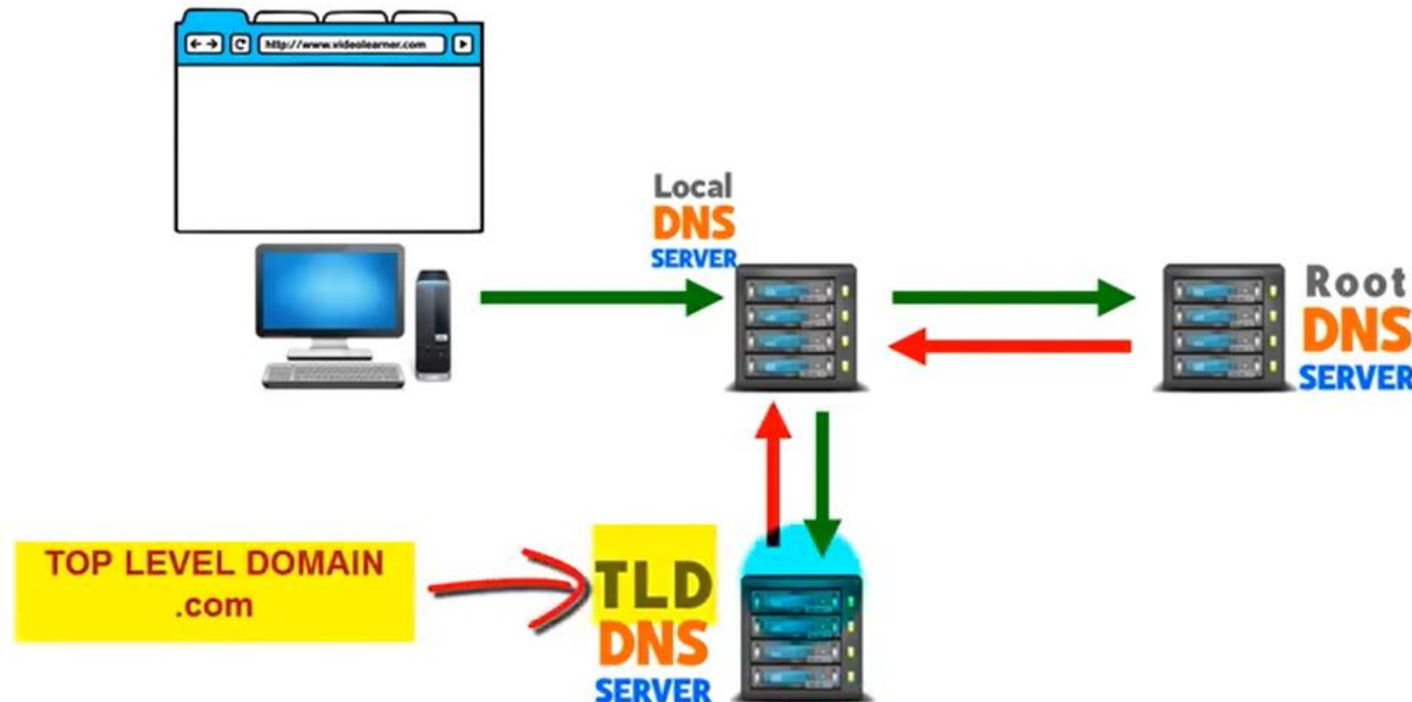 http://www.videolearner.com
Local
DNS
SERVER
Root
DNS
SERVER
TOP LEVEL DOMAIN
.com
TLD
DNS
SERVER